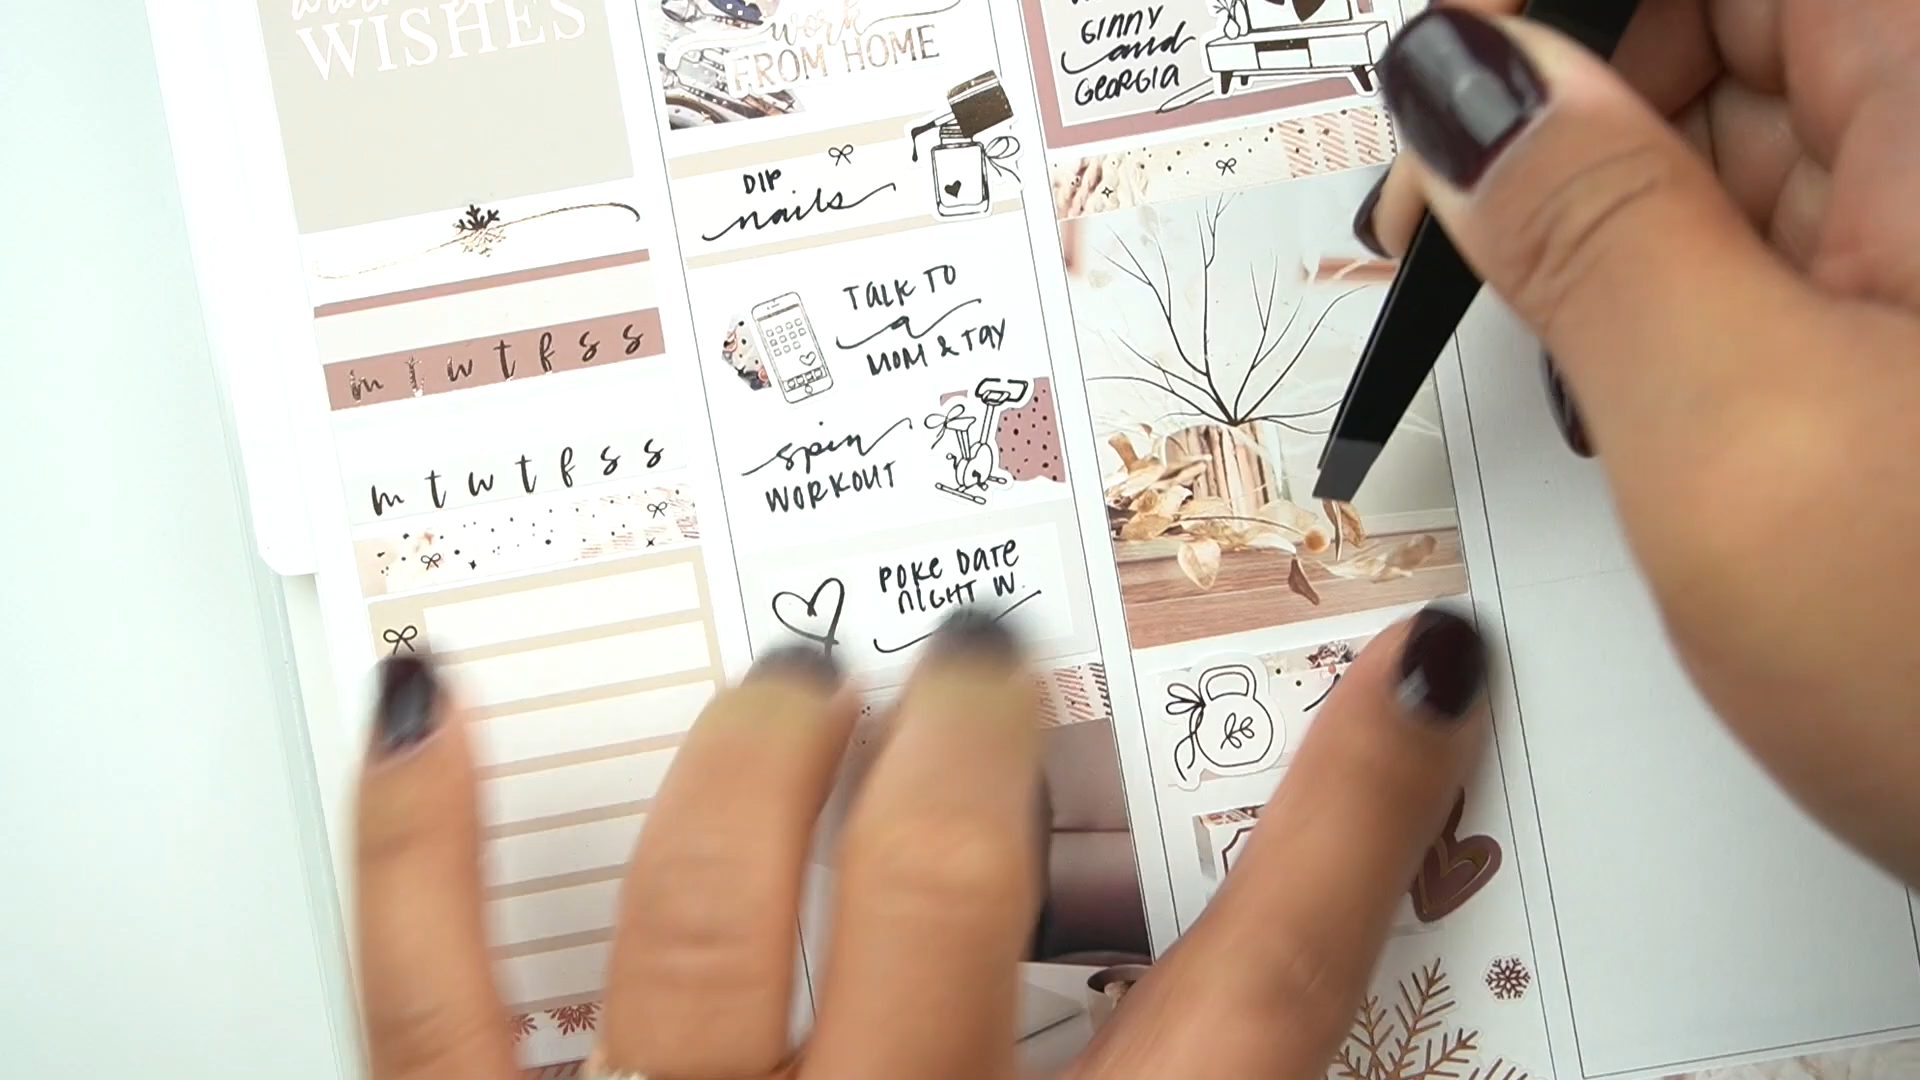 WISHES
m t w t f s s
m t w t f s s
work
FROM HOME
DIP
nails
TALK TO
MOM & TAY
spin
WORKOUT
POKE DATE
NIGHT W.
GINNY
and
GEORGIA